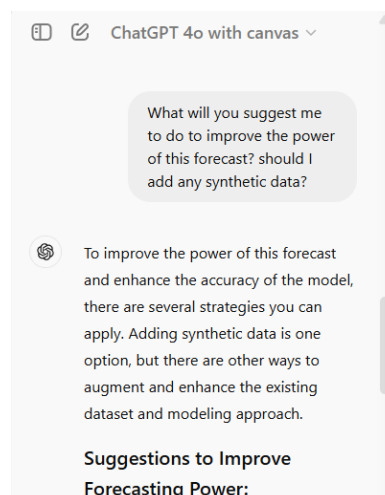 ChatGPT 4o with canvas
What will you suggest me
to do to improve the power
of this forecast? should I
add any synthetic data?
To improve the power of this forecast
and enhance the accuracy of the model,
there are several strategies you can
apply. Adding synthetic data is one
option, but there are other ways to
augment and enhance the existing
dataset and modeling approach.
Suggestions to Improve
Forecasting Power: